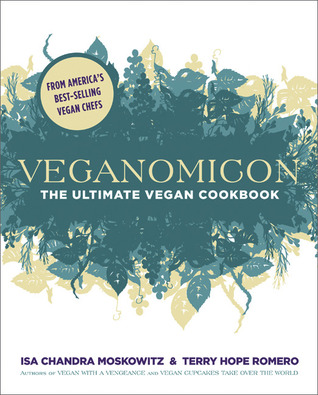 FROM AMERICA'S
BEST-SELLING
VEGAN CHEFS
VEGANOMICON
THE ULTIMATE VEGAN COOKBOOK
ISA CHANDRA MOSKOWITZ & TERRY HOPE ROMERO
AUTHORS OF VEGAN WITH A VENGEANCE AND VEGAN CUPCAKES TAKE OVER THE WORLD